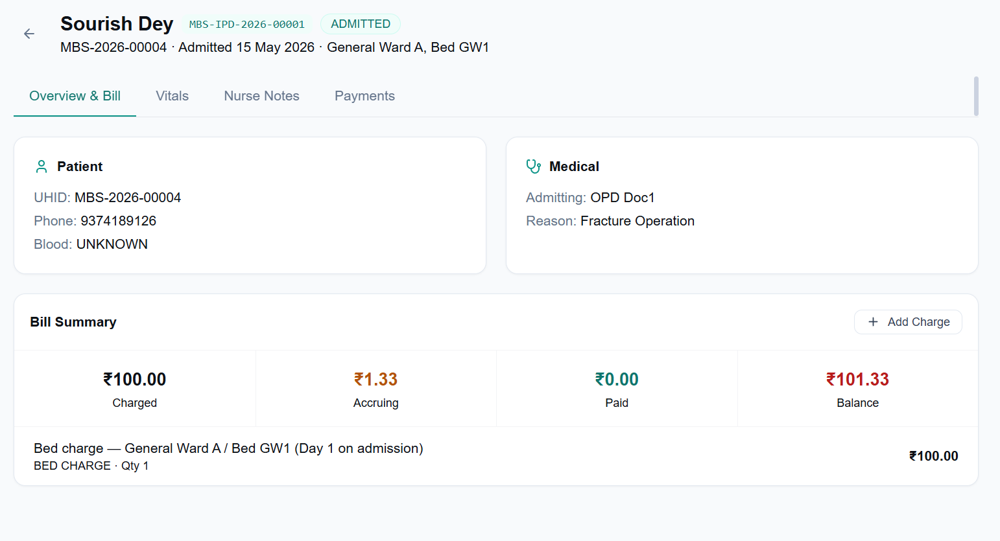 Sourish Dey MBS-IPD-2026-00001 ADMITTED
MBS-2026-00004 · Admitted 15 May 2026 · General Ward A, Bed GW1
Overview & Bill Vitals Nurse Notes Payments
Patient
UHID: MBS-2026-00004
Phone: 9374189126
Blood: UNKNOWN
Medical
Admitting: OPD Doc1
Reason: Fracture Operation
Bill Summary
+ Add Charge
₹100.00
Charged
₹1.33
Accruing
₹0.00
Paid
₹101.33
Balance
Bed charge — General Ward A / Bed GW1 (Day 1 on admission)
BED CHARGE · Qty 1
₹100.00